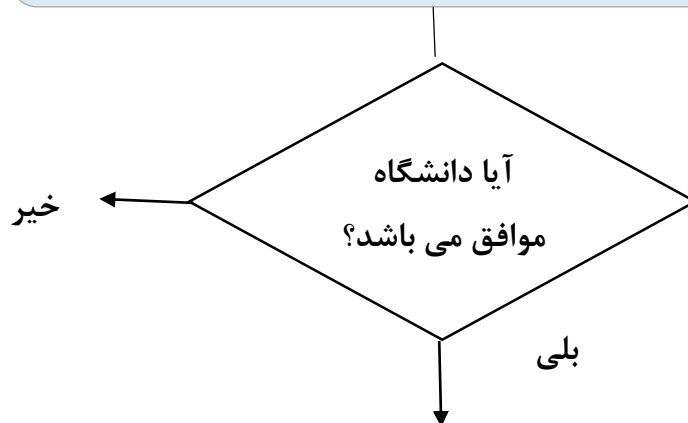 آیا دانشگاه
موافق می باشد؟
خیر
بلی